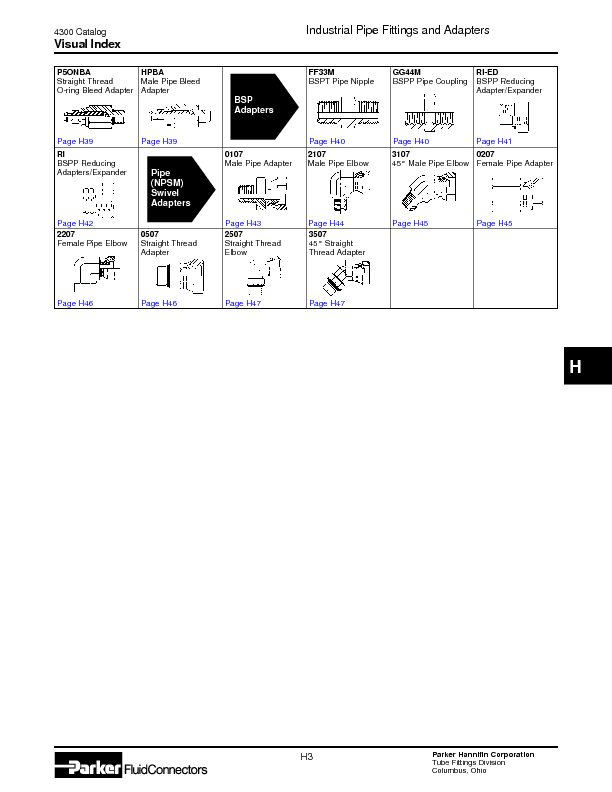 4300 Catalog
Visual Index
Industrial Pipe Fittings and Adapters
P5ONBA
Straight Thread
O-ring Bleed Adapter
Page H39
HPBA
Male Pipe Bleed
Adapter
Page H39
BSP
Adapters
FF33M
BSPT Pipe Nipple
Page H40
GG44M
BSPP Pipe Coupling
Page H40
RI-ED
BSPP Reducing
Adapter/Expander
Page H41
RI
BSPP Reducing
Adapters/Expander
Page H42
Pipe
(NPSM)
Swivel
Adapters
0107
Male Pipe Adapter
Page H43
2107
Male Pipe Elbow
Page H44
3107
45° Male Pipe Elbow
Page H45
0207
Female Pipe Adapter
Page H45
2207
Female Pipe Elbow
Page H46
0507
Straight Thread
Adapter
Page H46
2507
Straight Thread
Elbow
Page H47
3507
45° Straight
Thread Adapter
Page H47
H
Parker FluidConnectors
H3
Parker Hannifin Corporation
Tube Fittings Division
Columbus, Ohio